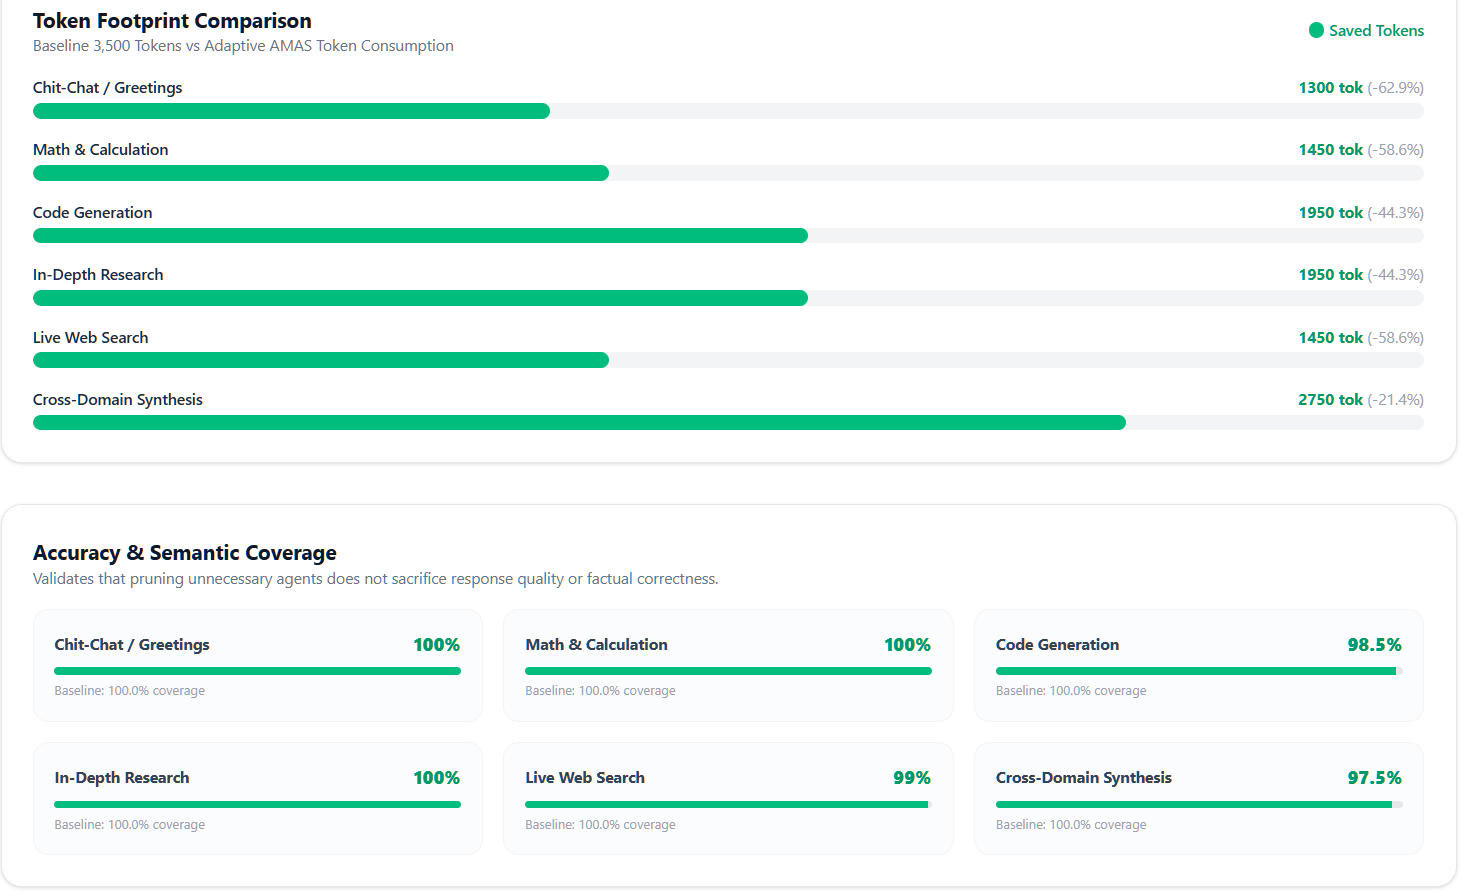 Token Footprint Comparison
Saved Tokens
Baseline 3,500 Tokens vs Adaptive AMAS Token Consumption
Chit-Chat / Greetings
1300 tok (-62.9%)
Math & Calculation
1450 tok (-58.6%)
Code Generation
1950 tok (-44.3%)
In-Depth Research
1950 tok (-44.3%)
Live Web Search
1450 tok (-58.6%)
Cross-Domain Synthesis
2750 tok (-21.4%)
Accuracy & Semantic Coverage
Validates that pruning unnecessary agents does not sacrifice response quality or factual correctness.
Chit-Chat / Greetings
100%
Baseline: 100.0% coverage
Math & Calculation
100%
Baseline: 100.0% coverage
Code Generation
98.5%
Baseline: 100.0% coverage
In-Depth Research
100%
Baseline: 100.0% coverage
Live Web Search
99%
Baseline: 100.0% coverage
Cross-Domain Synthesis
97.5%
Baseline: 100.0% coverage